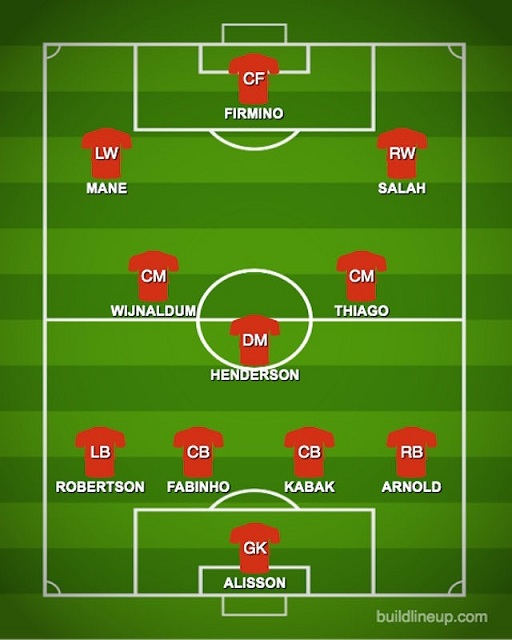 CF
FIRMINO
LW
RW
MANE
SALAH
CM
CM
WIJNALDUM
THIAGO
DM
HENDERSON
LB
CB
CB
RB
ROBERTSON
FABINHO
KABAK
ARNOLD
GK
ALISSON
buildlineup.com